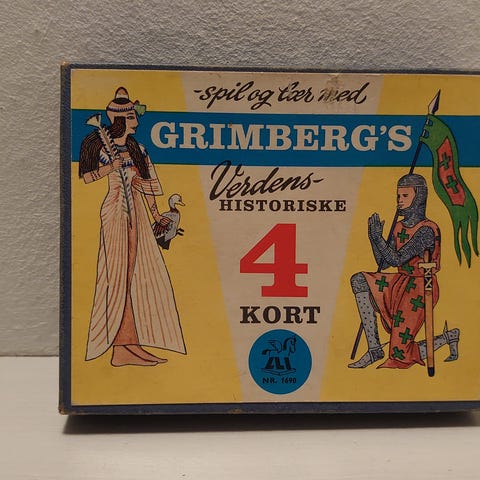 -spil og lær med
GRIMBERG'S
Verdens-
HISTORISKE
4
KORT
NR. 1690